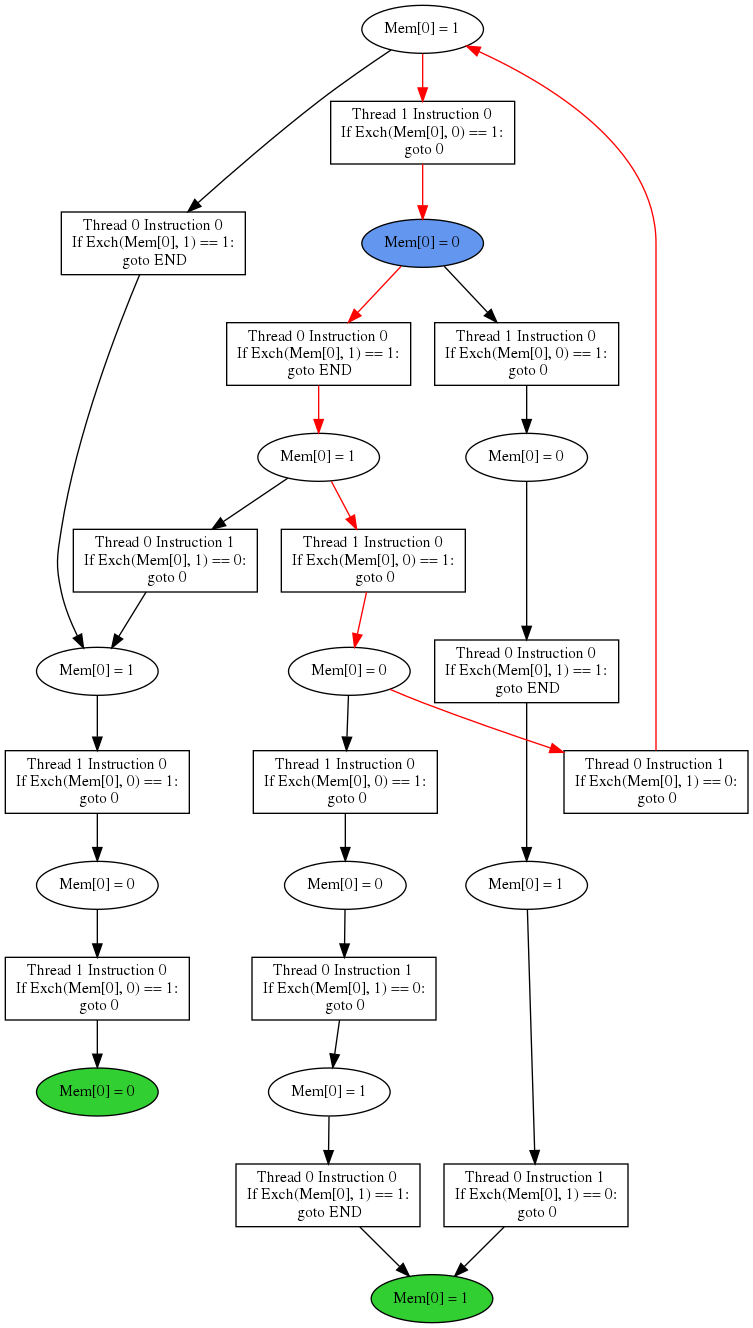 Mem[0] = 1
Thread 1 Instruction 0
If Exch(Mem[0], 0) == 1:
goto 0
Thread 0 Instruction 0
If Exch(Mem[0], 1) == 1:
goto END
Mem[0] = 0
Thread 0 Instruction 0
If Exch(Mem[0], 1) == 1:
goto END
Thread 1 Instruction 0
If Exch(Mem[0], 0) == 1:
goto 0
Mem[0] = 1
Mem[0] = 0
Thread 0 Instruction 1
If Exch(Mem[0], 1) == 0:
goto 0
Thread 1 Instruction 0
If Exch(Mem[0], 0) == 1:
goto 0
Mem[0] = 1
Mem[0] = 0
Thread 0 Instruction 0
If Exch(Mem[0], 1) == 1:
goto END
Thread 1 Instruction 0
If Exch(Mem[0], 0) == 1:
goto 0
Thread 1 Instruction 0
If Exch(Mem[0], 0) == 1:
goto 0
Thread 0 Instruction 1
If Exch(Mem[0], 1) == 0:
goto 0
Mem[0] = 0
Mem[0] = 0
Mem[0] = 1
Thread 1 Instruction 0
If Exch(Mem[0], 0) == 1:
goto 0
Thread 0 Instruction 1
If Exch(Mem[0], 1) == 0:
goto 0
Mem[0] = 0
Mem[0] = 1
Thread 0 Instruction 0
If Exch(Mem[0], 1) == 1:
goto END
Thread 0 Instruction 1
If Exch(Mem[0], 1) == 0:
goto 0
Mem[0] = 1